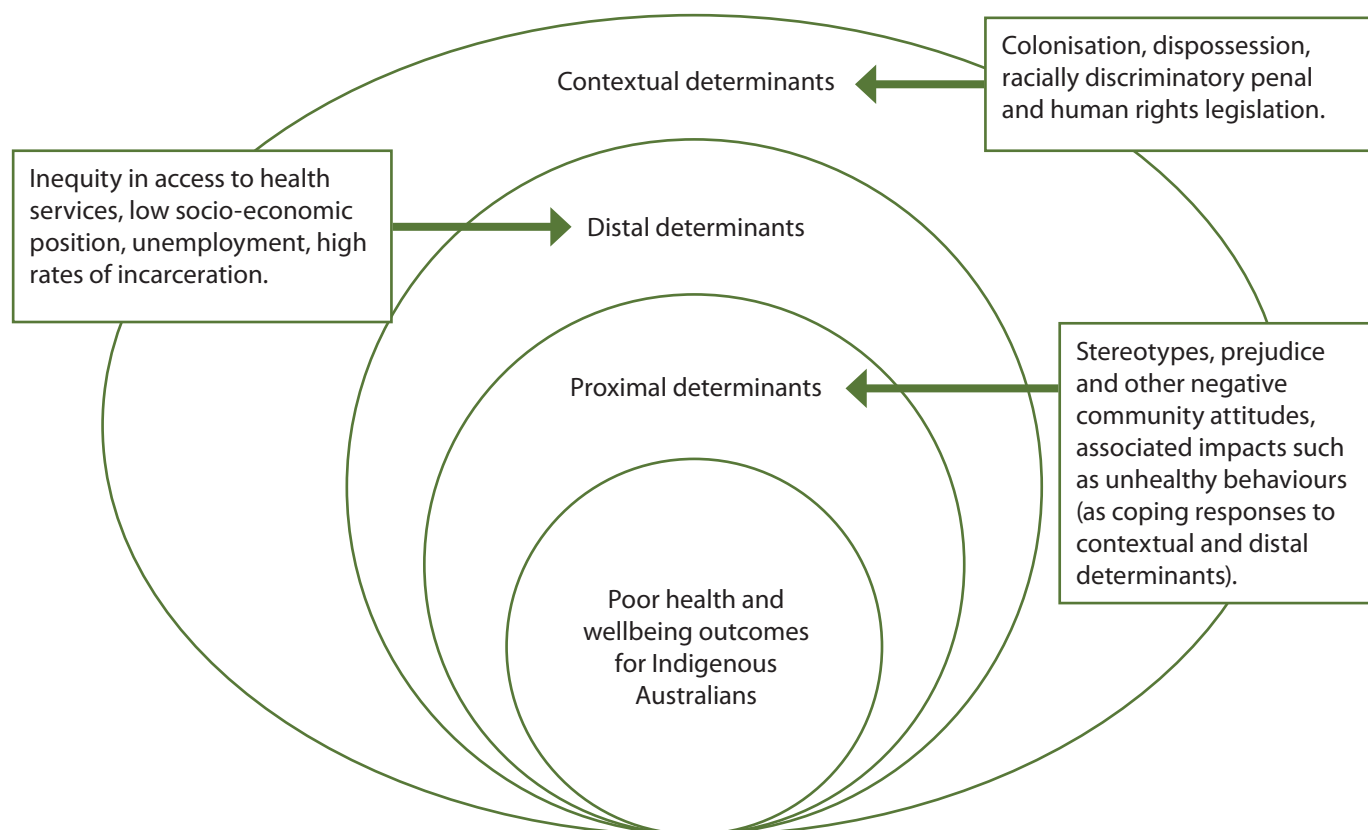 Contextual determinants
Colonisation, dispossession,
racially discriminatory penal
and human rights legislation.
Inequity in access to health
services, low socio-economic
position, unemployment, high
rates of incarceration.
Distal determinants
Proximal determinants
Stereotypes, prejudice
and other negative
community attitudes,
associated impacts such
as unhealthy behaviours
(as coping responses to
contextual and distal
determinants).
Poor health and
wellbeing outcomes
for Indigenous
Australians